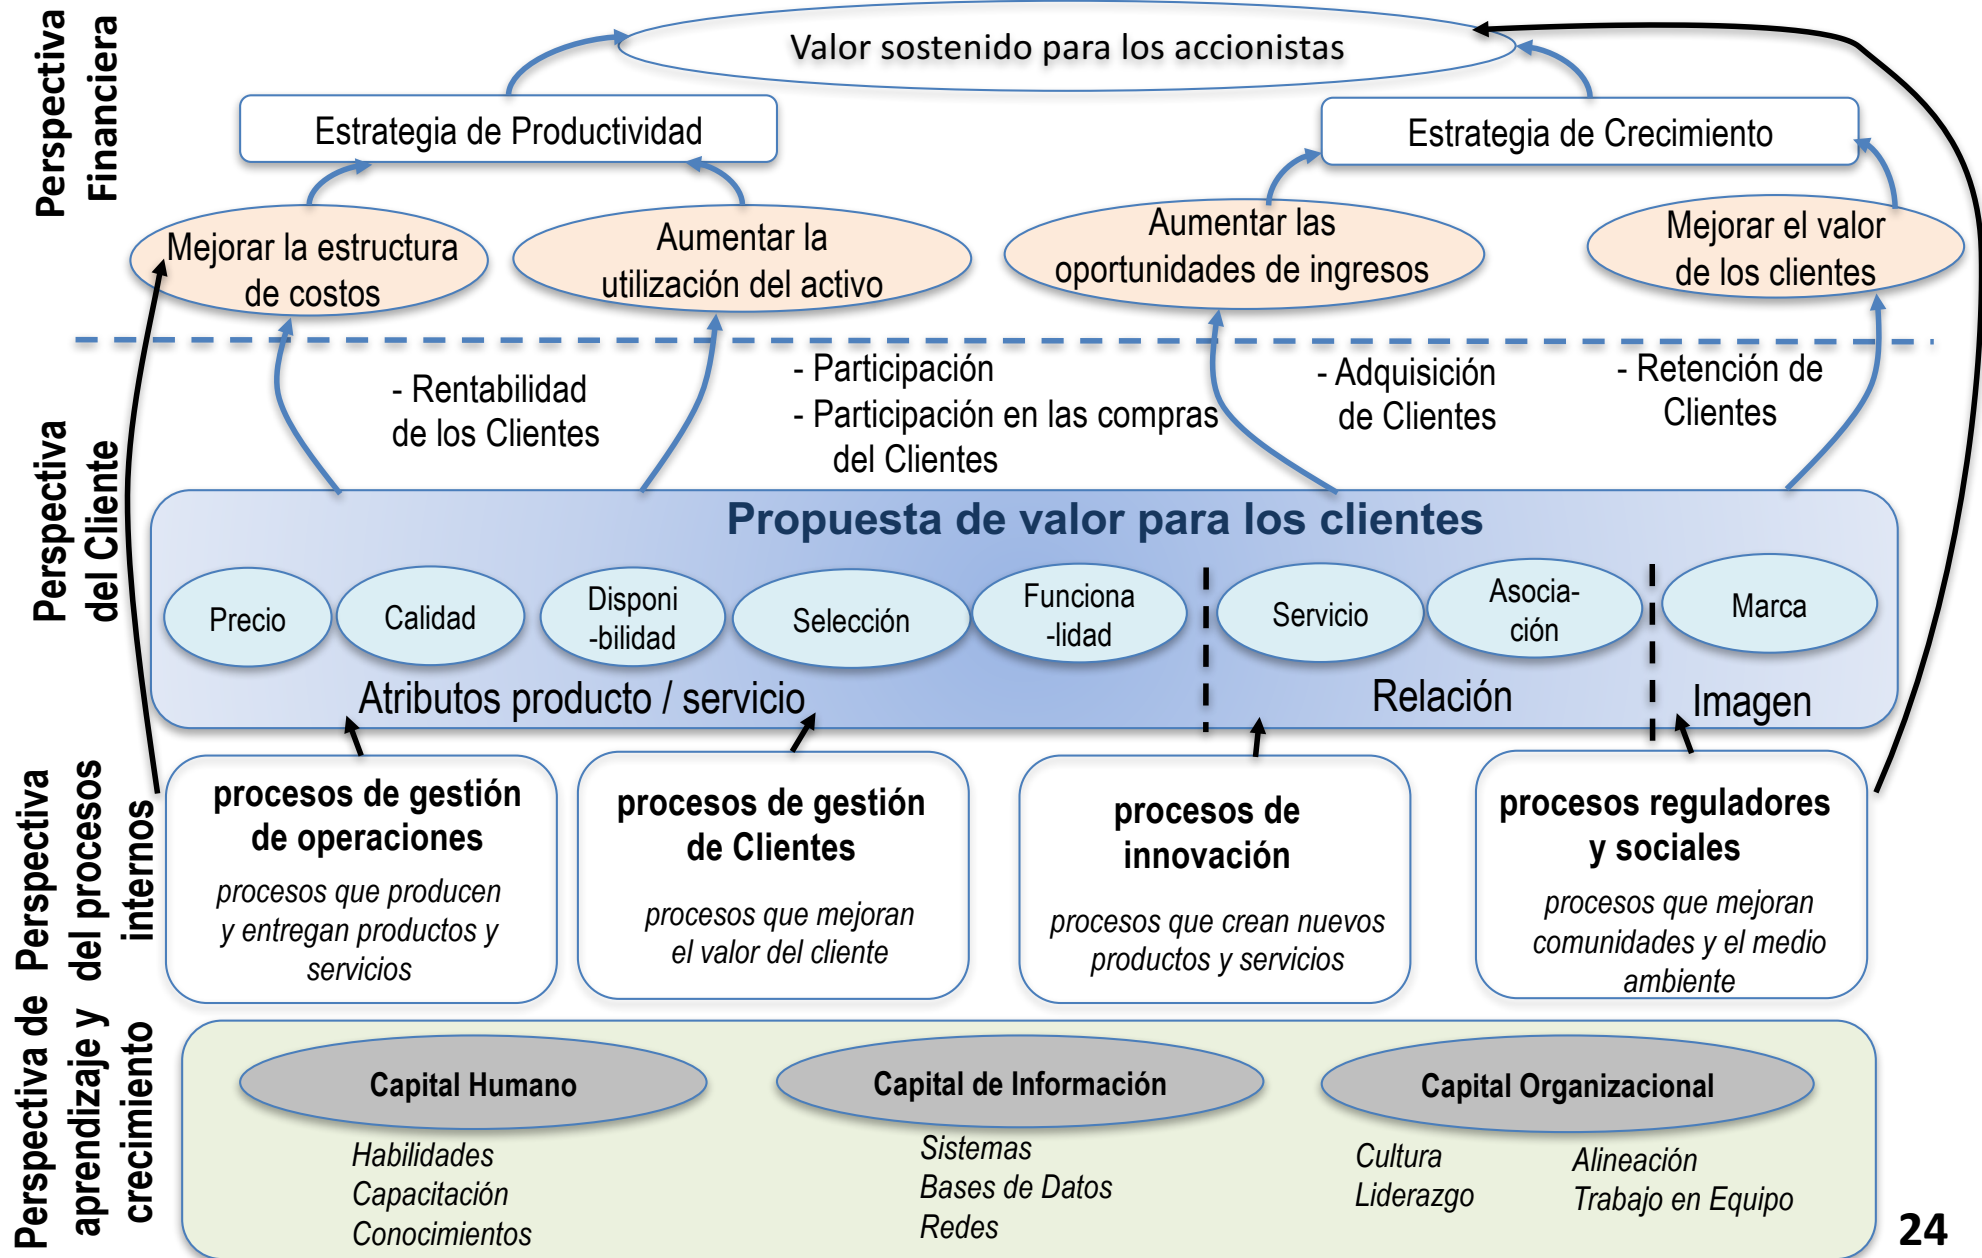 Perspectiva
Financiera
Valor sostenido para los accionistas
Estrategia de Productividad
Estrategia de Crecimiento
Mejorar la estructura
de costos
Aumentar la
utilización del activo
Aumentar las
oportunidades de ingresos
Mejorar el valor
de los clientes
Perspectiva
del Cliente
- Rentabilidad
de los Clientes
- Participación
- Participación en las compras
del Clientes
- Adquisición
de Clientes
- Retención de
Clientes
Propuesta de valor para los clientes
Precio
Calidad
Disponi
-bilidad
Selección
Funciona
-lidad
Servicio
Asocia-
ción
Marca
Atributos producto / servicio
Relación
Imagen
Perspectiva
del procesos
internos
procesos de gestión
de operaciones
procesos que producen
y entregan productos y
servicios
procesos de gestión
de Clientes
procesos que mejoran
el valor del cliente
procesos de
innovación
procesos que crean nuevos
productos y servicios
procesos reguladores
y sociales
procesos que mejoran
comunidades y el medio
ambiente
Perspectiva de
aprendizaje y
crecimiento
Capital Humano
Habilidades
Capacitación
Conocimientos
Capital de Información
Sistemas
Bases de Datos
Redes
Capital Organizacional
Cultura
Liderazgo
Alineación
Trabajo en Equipo
24